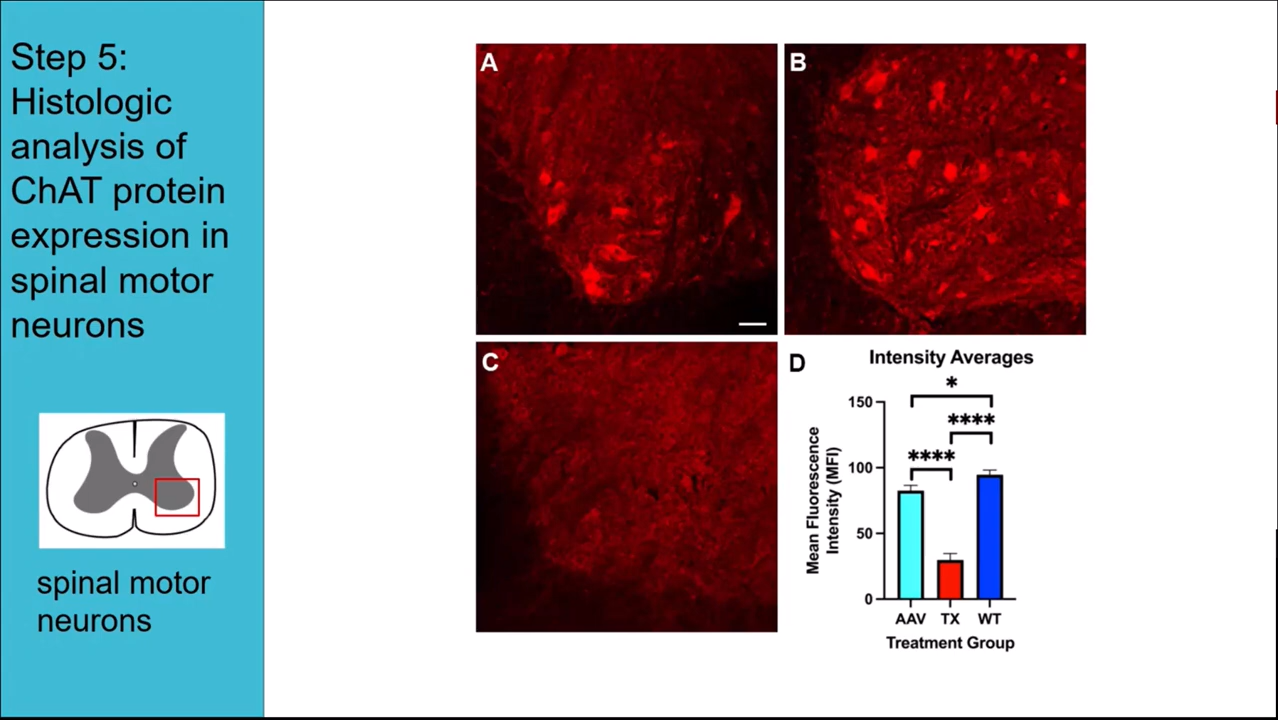 Step 5:
Histologic
analysis of
ChAT protein
expression in
spinal motor
neurons
spinal motor
neurons
A
B
C
D
Intensity Averages
*
****
****
150
100
50
0
Mean Fluorescence
Intensity (MFI)
AAV TX WT
Treatment Group